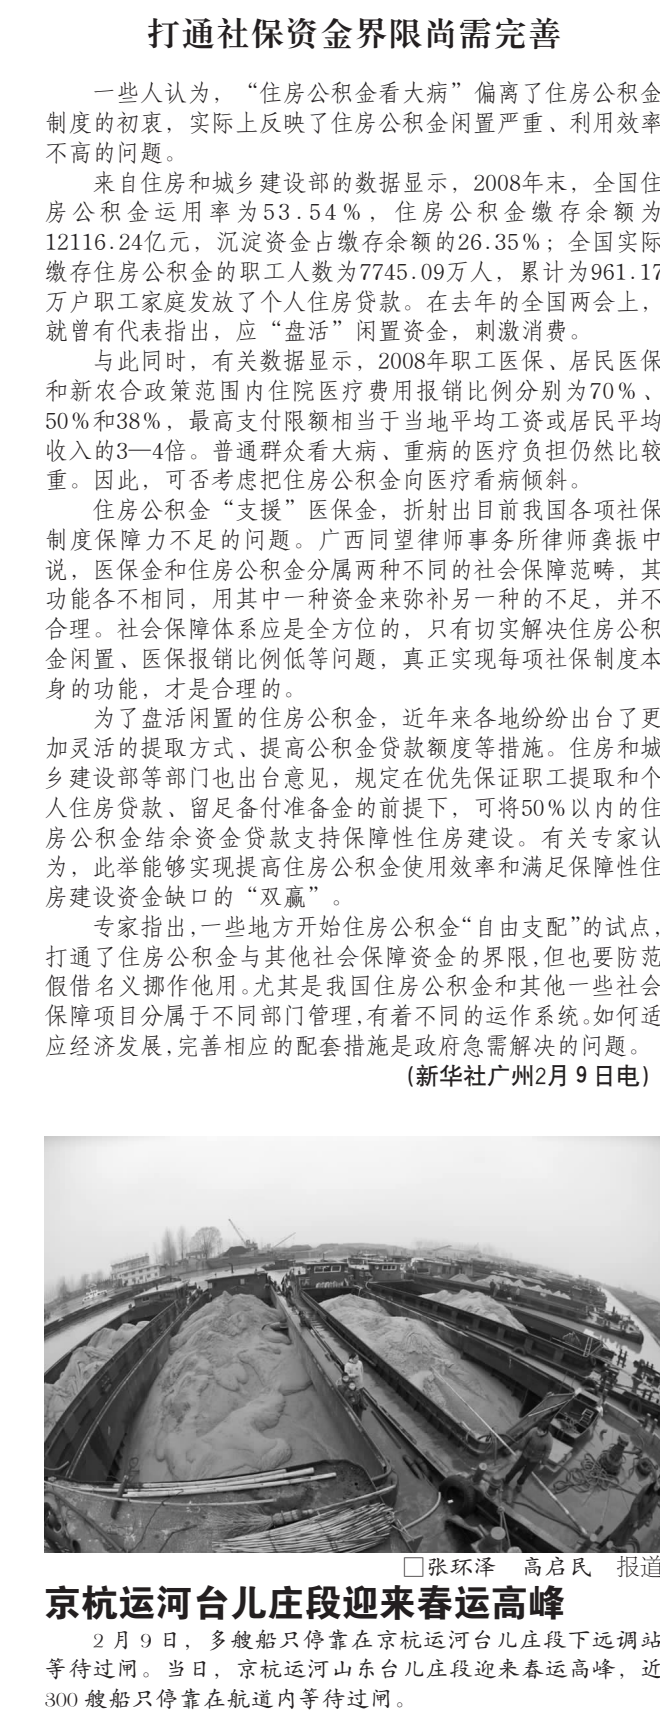 打通社保资金界限尚需完善
一些人认为，“住房公积金看大病”偏离了住房公积金
制度的初衷，实际上反映了住房公积金闲置严重、利用效率
不高的问题。
来自住房和城乡建设部的数据显示，2008年末，全国住
房公积金运用率为53.54%，住房公积金缴存余额为
12116.24亿元，沉淀资金占缴存余额的26.35%；全国实际
缴存住房公积金的职工人数为7745.09万人，累计为961.17
万户职工家庭发放了个人住房贷款。在去年的全国两会上，
就曾有代表指出，应“盘活”闲置资金，刺激消费。
与此同时，有关数据显示，2008年职工医保、居民医保
和新农合政策范围内住院医疗费用报销比例分别为70%、
50%和38%，最高支付限额相当于当地平均工资或居民平均
收入的3—4倍。普通群众看大病、重病的医疗负担仍然比较
重。因此，可否考虑把住房公积金向医疗看病倾斜。
住房公积金“支援”医保金，折射出目前我国各项社保
制度保障力不足的问题。广西同望律师事务所律师龚振中
说，医保金和住房公积金分属两种不同的社会保障范畴，其
功能各不相同，用其中一种资金来弥补另一种的不足，并不
合理。社会保障体系应是全方位的，只有切实解决住房公积
金闲置、医保报销比例低等问题，真正实现每项社保制度本
身的功能，才是合理的。
为了盘活闲置的住房公积金，近年来各地纷纷出台了更
加灵活的提取方式、提高公积金贷款额度等措施。住房和城
乡建设部等部门也出台意见，规定在优先保证职工提取和个
人住房贷款、留足备付准备金的前提下，可将50%以内的住
房公积金结余资金贷款支持保障性住房建设。有关专家认
为，此举能够实现提高住房公积金使用效率和满足保障性住
房建设资金缺口的“双赢”。
专家指出，一些地方开始住房公积金“自由支配”的试点，
打通了住房公积金与其他社会保障资金的界限，但也要防范
假借名义挪作他用。尤其是我国住房公积金和其他一些社会
保障项目分属于不同部门管理，有着不同的运作系统。如何适
应经济发展，完善相应的配套措施是政府急需解决的问题。
（新华社广州2月9日电）
□张环泽　高启民　报道
京杭运河台儿庄段迎来春运高峰
2月9日，多艘船只停靠在京杭运河台儿庄段下远调站
等待过闸。当日，京杭运河山东台儿庄段迎来春运高峰，近
300艘船只停靠在航道内等待过闸。